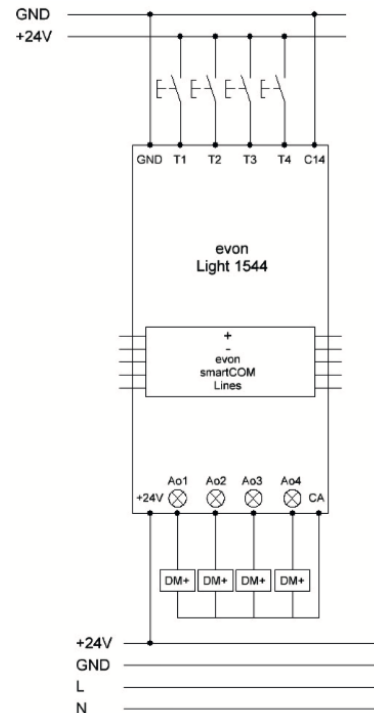 GND
+24V
GND T1 T2 T3 T4 C14
evon
Light 1544
+
-
evon
smartCOM
Lines
Ao1 Ao2 Ao3 Ao4
+24V CA
DM+ DM+ DM+ DM+
+24V
GND
L
N